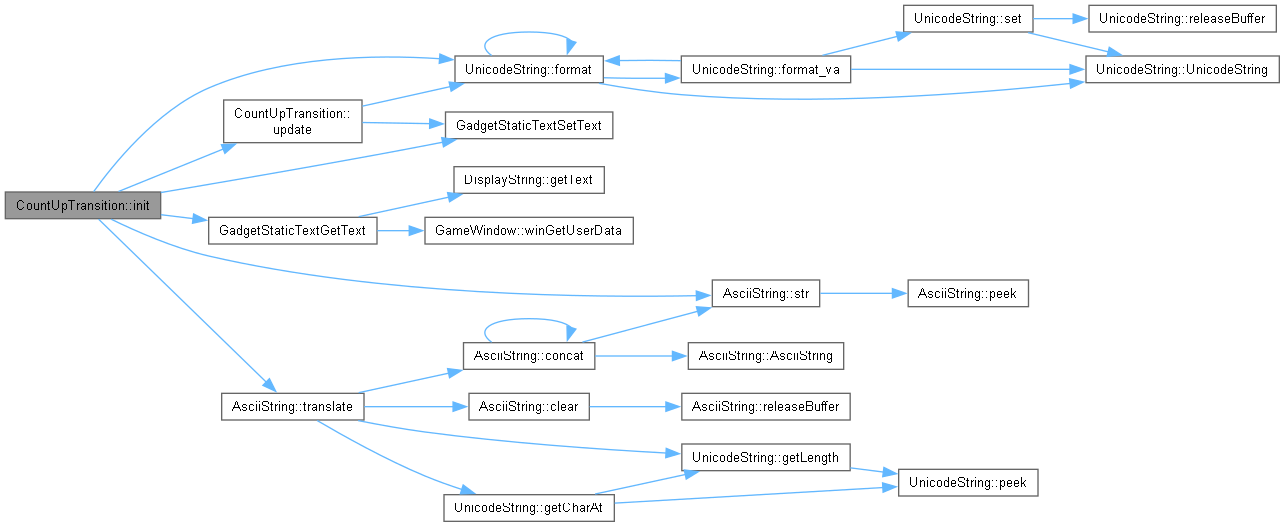 UnicodeString::set
UnicodeString::releaseBuffer
UnicodeString::format
UnicodeString::format_va
UnicodeString::UnicodeString
CountUpTransition::
update
GadgetStaticTextSetText
DisplayString::getText
CountUpTransition::init
GadgetStaticTextGetText
GameWindow::winGetUserData
AsciiString::str
AsciiString::peek
AsciiString::concat
AsciiString::AsciiString
AsciiString::translate
AsciiString::clear
AsciiString::releaseBuffer
UnicodeString::getLength
UnicodeString::peek
UnicodeString::getCharAt